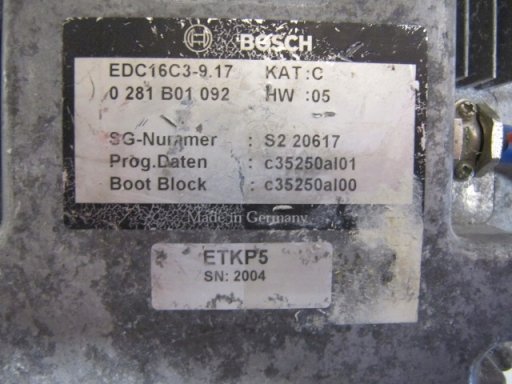 BOSCH
EDC16C3-9.17 KAT:C
0 281 B01 092 HW :05
SG-Nummer : S2 20617
Prog.Daten : c35250al01
Boot Block : c35250al00
Made in Germany
ETKP5
SN: 2004